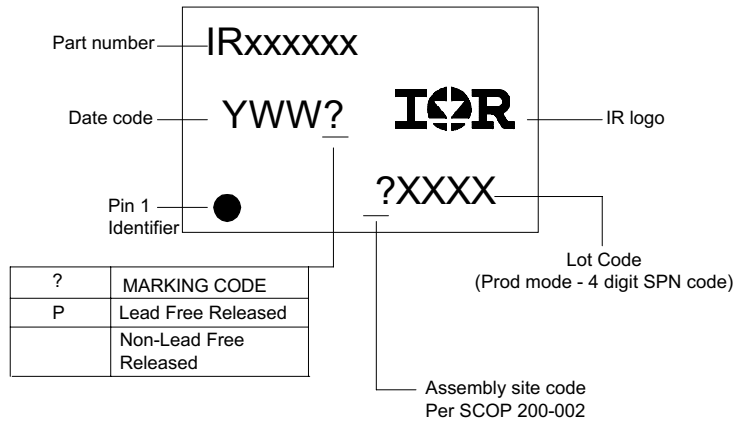 Part number
IRxxxxxx
Date code
YWW?
IOR
IR logo
?XXXX
Pin 1
Identifier
Lot Code
(Prod mode - 4 digit SPN code)
? MARKING CODE
P Lead Free Released
Non-Lead Free
Released
Assembly site code
Per SCOP 200-002